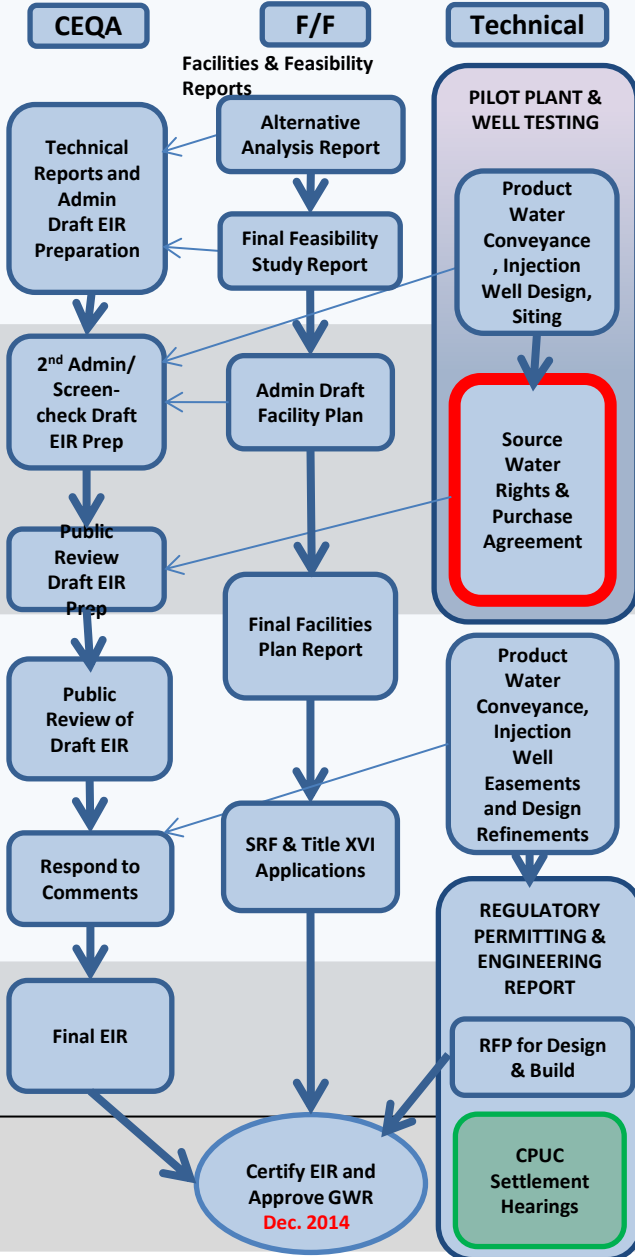 CEQA
F/F
Technical
Facilities & Feasibility
Reports
Technical
Reports and
Admin
Draft EIR
Preparation
2nd Admin/
Screen-
check Draft
EIR Prep
Public
Review
Draft EIR
Prep
Public
Review of
Draft EIR
Respond to
Comments
Final EIR
Alternative
Analysis Report
Final Feasibility
Study Report
Admin Draft
Facility Plan
Final Facilities
Plan Report
SRF & Title XVI
Applications
Certify EIR and
Approve GWR
Dec. 2014
PILOT PLANT &
WELL TESTING
Product
Water
Conveyance
, Injection
Well Design,
Siting
Source
Water
Rights &
Purchase
Agreement
Product
Water
Conveyance,
Injection
Well
Easements
and Design
Refinements
REGULATORY
PERMITTING &
ENGINEERING
REPORT
RFP for Design
& Build
CPUC
Settlement
Hearings